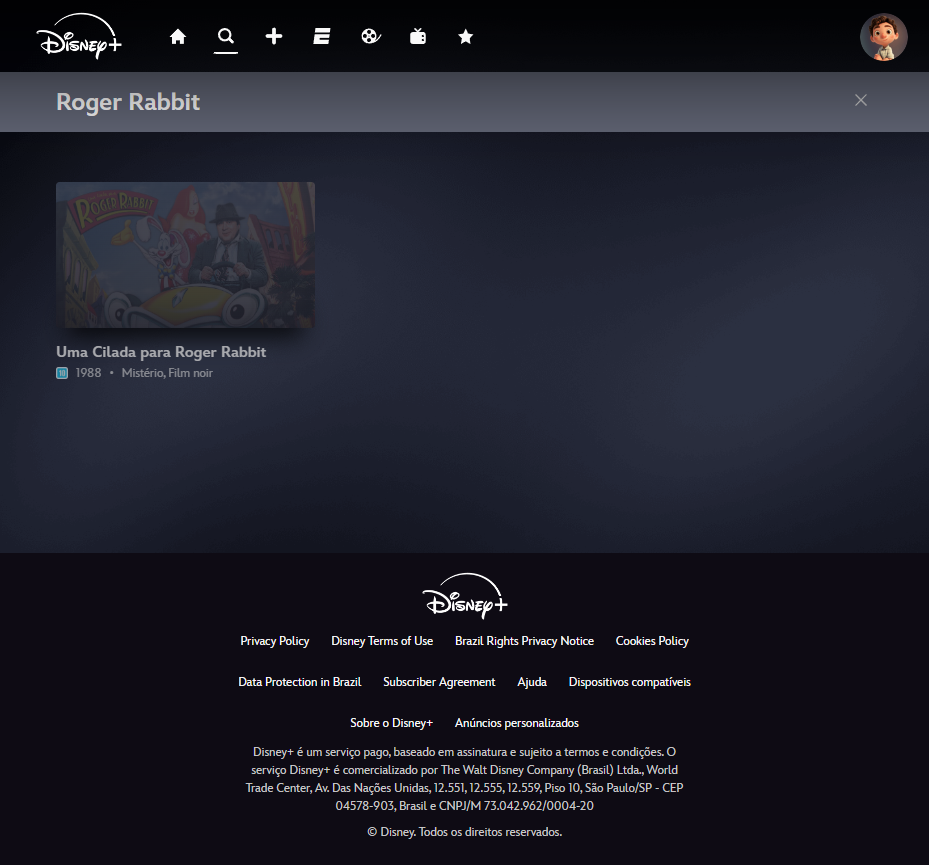 Disney+
Roger Rabbit
ROGER RABBIT
Uma Cilada para Roger Rabbit
10 1988 • Mistério, Film noir
Disney+
Privacy Policy Disney Terms of Use Brazil Rights Privacy Notice Cookies Policy
Data Protection in Brazil Subscriber Agreement Ajuda Dispositivos compatíveis
Sobre o Disney+ Anúncios personalizados
Disney+ é um serviço pago, baseado em assinatura e sujeito a termos e condições. O
serviço Disney+ é comercializado por The Walt Disney Company (Brasil) Ltda., World
Trade Center, Av. Das Nações Unidas, 12.551, 12.555, 12.559, Piso 10, São Paulo/SP - CEP
04578-903, Brasil e CNPJ/M 73.042.962/0004-20
© Disney. Todos os direitos reservados.